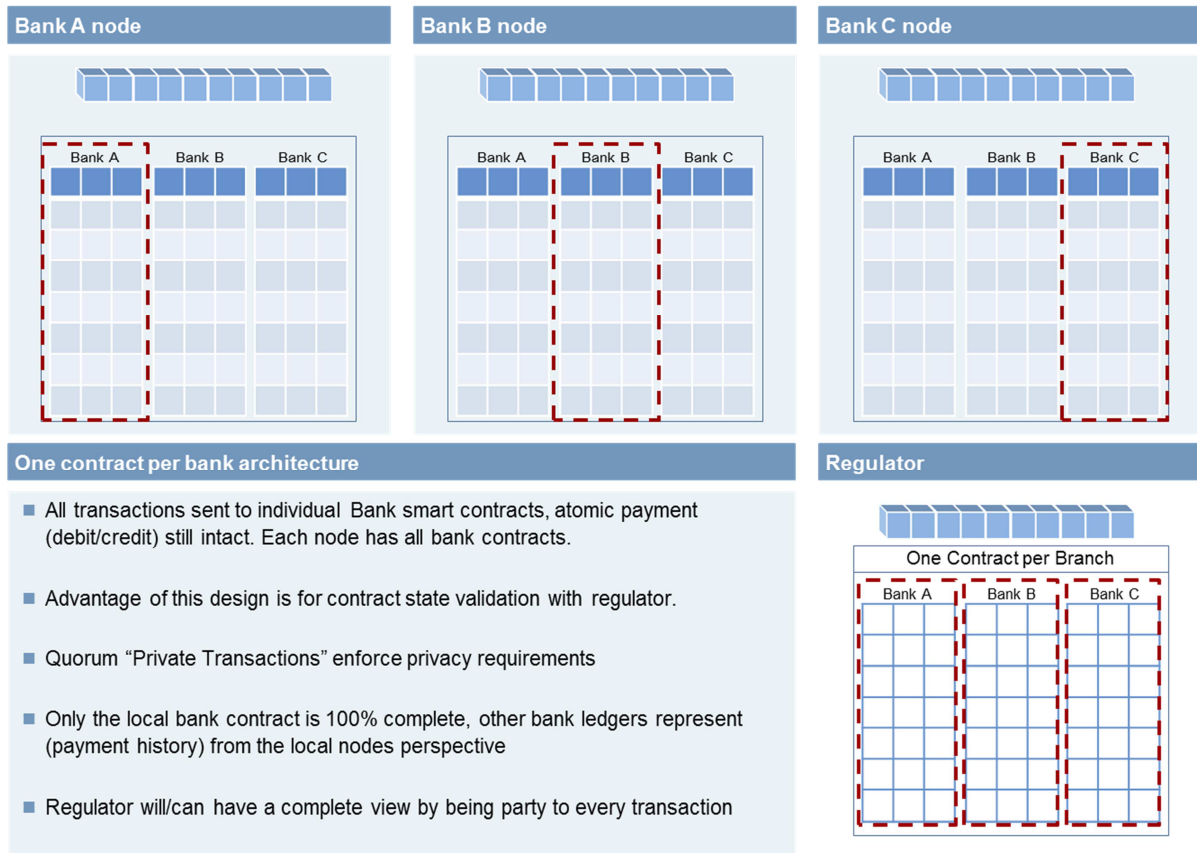 Bank A node
Bank B node
Bank C node
Bank A
Bank B
Bank C
Bank A
Bank B
Bank C
Bank A
Bank B
Bank C
One contract per bank architecture
All transactions sent to individual Bank smart contracts, atomic payment
(debit/credit) still intact. Each node has all bank contracts.
Advantage of this design is for contract state validation with regulator.
Quorum “Private Transactions” enforce privacy requirements
Only the local bank contract is 100% complete, other bank ledgers represent
(payment history) from the local nodes perspective
Regulator will/can have a complete view by being party to every transaction
Regulator
One Contract per Branch
Bank A
Bank B
Bank C